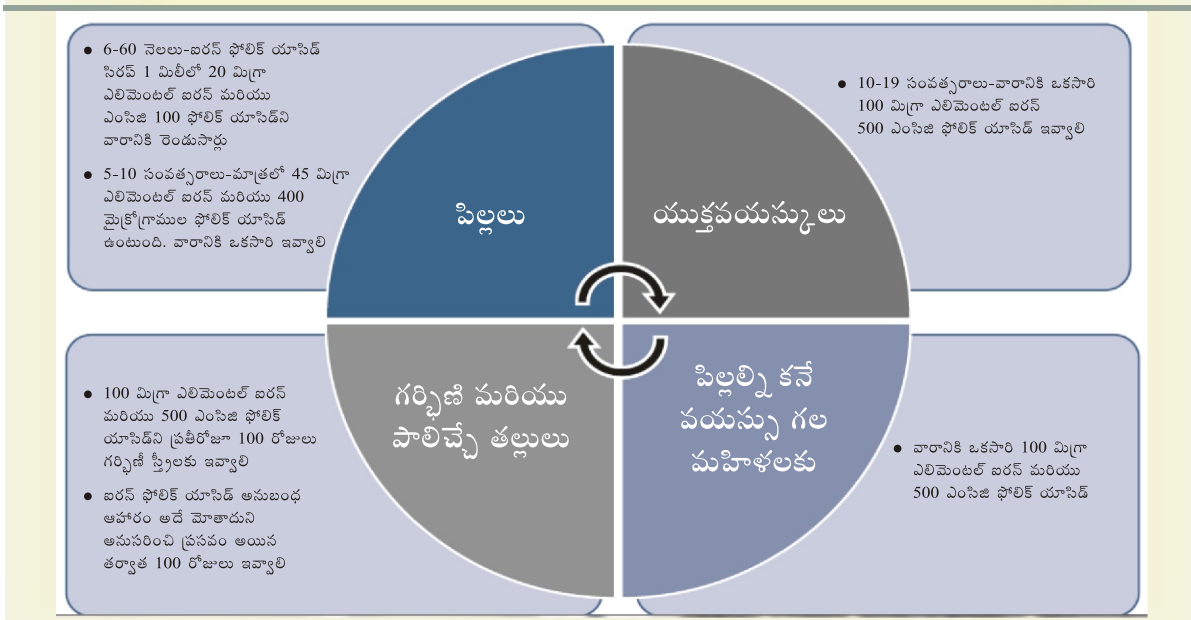 ● 6-60 నెలలు-ఐరన్ ఫోలిక్ యాసిడ్
సిరప్ 1 మిలీలో 20 మిగ్రా
ఎలిమెంటల్ ఐరన్ మరియు
ఎంసిజి 100 ఫోలిక్ యాసిడ్‌ని
వారానికి రెండుసార్లు
● 5-10 సంవత్సరాలు-మాత్రలో 45 మిగ్రా
ఎలిమెంటల్ ఐరన్ మరియు 400
మైక్రోగ్రాముల ఫోలిక్ యాసిడ్
ఉంటుంది. వారానికి ఒకసారి ఇవ్వాలి
పిల్లలు
యుక్తవయస్కులు
● 10-19 సంవత్సరాలు-వారానికి ఒకసారి
100 మిగ్రా ఎలిమెంటల్ ఐరన్
500 ఎంసిజి ఫోలిక్ యాసిడ్ ఇవ్వాలి
● 100 మిగ్రా ఎలిమెంటల్ ఐరన్
మరియు 500 ఎంసిజి ఫోలిక్
యాసిడ్‌ని ప్రతీరోజూ 100 రోజులు
గర్భిణీ స్త్రీలకు ఇవ్వాలి
● ఐరన్ ఫోలిక్ యాసిడ్ అనుబంధ
ఆహారం అదే మోతాదుని
అనుసరించి ప్రసవం అయిన
తర్వాత 100 రోజులు ఇవ్వాలి
గర్భిణి మరియు
పాలిచ్చే తల్లులు
పిల్లల్ని కనే
వయస్సు గల
మహిళలకు
● వారానికి ఒకసారి 100 మిగ్రా
ఎలిమెంటల్ ఐరన్ మరియు
500 ఎంసిజి ఫోలిక్ యాసిడ్